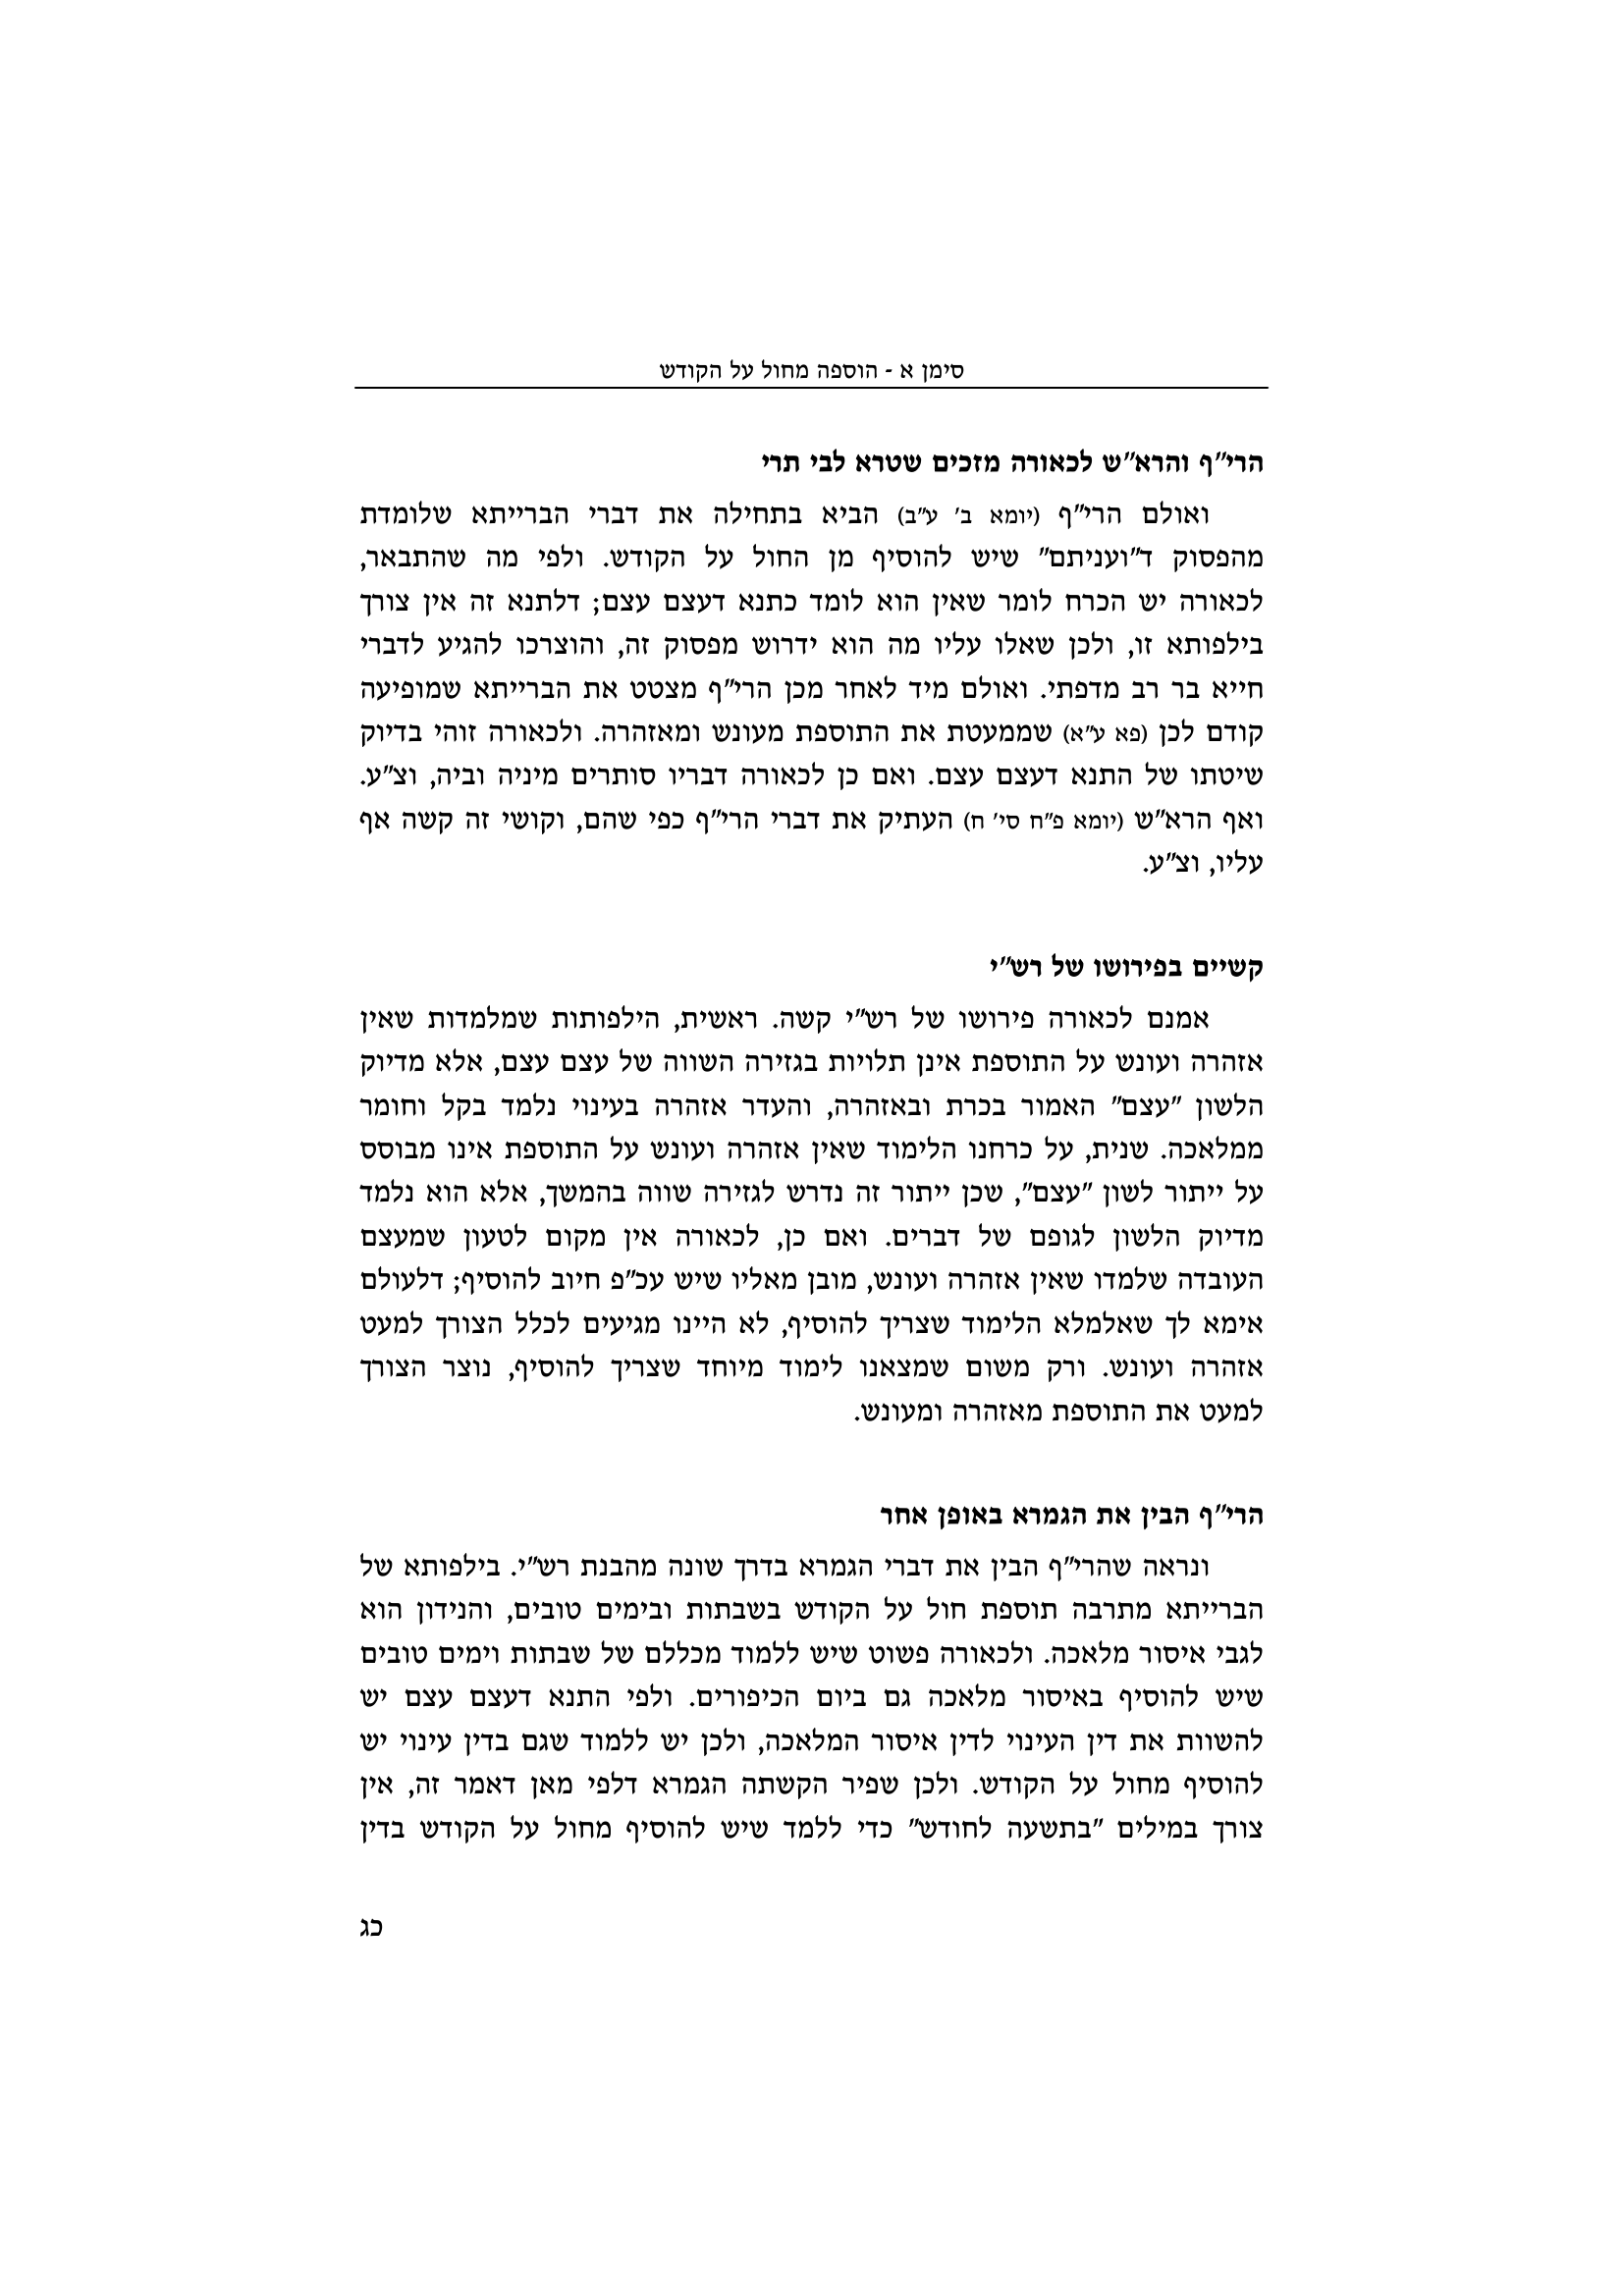 סימן א - הוספה מחול על הקודש
הרי״ף והרא״ש לכאורה מזכים שטרא לבי תרי
ואולם הרי״ף (יומא ב׳ ע״ב) הביא בתחילה את דברי הברייתא שלומדת
מהפסוק ד״ועניתם״ שיש להוסיף מן החול על הקודש. ולפי מה שהתבאר,
לכאורה יש הכרח לומר שאין הוא לומד כתנא דעצם עצם; דלתנא זה אין צורך
בילפותא זו, ולכן שאלו עליו מה הוא ידרוש מפסוק זה, והוצרכו להגיע לדברי
חייא בר רב מדפתי. ואולם מיד לאחר מכן הרי״ף מצטט את הברייתא שמופיעה
קודם לכן (פא ע״א) שממעטת את התוספת מעונש ומאזהרה. ולכאורה זוהי בדיוק
שיטתו של התנא דעצם עצם. ואם כן לכאורה דבריו סותרים מיניה וביה, וצ״ע.
ואף הרא״ש (יומא פ״ח סי׳ ח) העתיק את דברי הרי״ף כפי שהם, וקושי זה קשה אף
עליו, וצ״ע.
קשיים בפירושו של רש״י
אמנם לכאורה פירושו של רש״י קשה. ראשית, הילפותות שמלמדות שאין
אזהרה ועונש על התוספת אינן תלויות בגזירה השווה של עצם עצם, אלא מדיוק
הלשון ״עצם״ האמור בכרת ובאזהרה, והעדר אזהרה בעינוי נלמד בקל וחומר
ממלאכה. שנית, על כרחנו הלימוד שאין אזהרה ועונש על התוספת אינו מבוסס
על ייתור לשון ״עצם״, שכן ייתור זה נדרש לגזירה שווה בהמשך, אלא הוא נלמד
מדיוק הלשון לגופם של דברים. ואם כן, לכאורה אין מקום לטעון שמעצם
העובדה שלמדו שאין אזהרה ועונש, מובן מאליו שיש עכ״פ חיוב להוסיף; דלעולם
אימא לך שאלמלא הלימוד שצריך להוסיף, לא היינו מגיעים לכלל הצורך למעט
אזהרה ועונש. ורק משום שמצאנו לימוד מיוחד שצריך להוסיף, נוצר הצורך
למעט את התוספת מאזהרה ומעונש.
הרי״ף הבין את הגמרא באופן אחר
ונראה שהרי״ף הבין את דברי הגמרא בדרך שונה מהבנת רש״י. בילפותא של
הברייתא מתרבה תוספת חול על הקודש בשבתות ובימים טובים, והנידון הוא
לגבי איסור מלאכה. ולכאורה פשוט שיש ללמוד מכללם של שבתות וימים טובים
שיש להוסיף באיסור מלאכה גם ביום הכיפורים. ולפי התנא דעצם עצם יש
להשוות את דין העינוי לדין איסור המלאכה, ולכן יש ללמוד שגם בדין עינוי יש
להוסיף מחול על הקודש. ולכן שפיר הקשתה הגמרא דלפי מאן דאמר זה, אין
צורך במילים ״בתשעה לחודש״ כדי ללמד שיש להוסיף מחול על הקודש בדין
כג